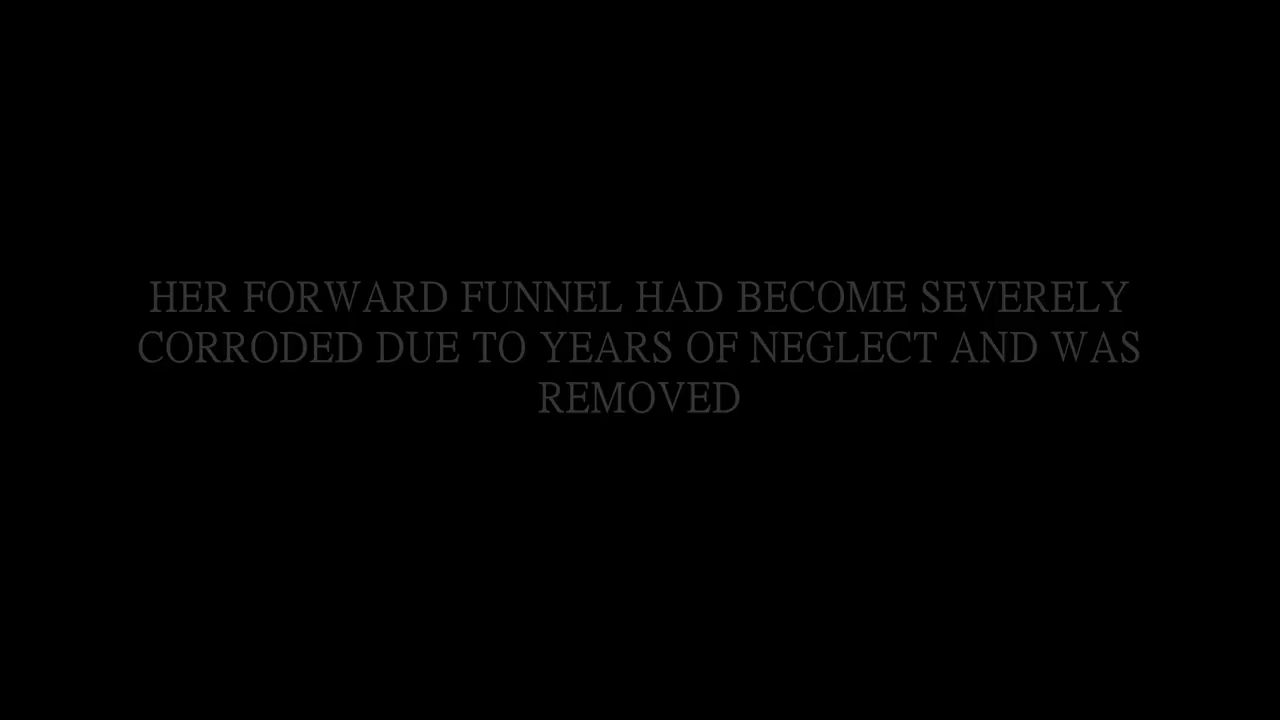 HER FORWARD FUNNEL HAD BECOME SEVERELY
CORRODED DUE TO YEARS OF NEGLECT AND WAS
REMOVED